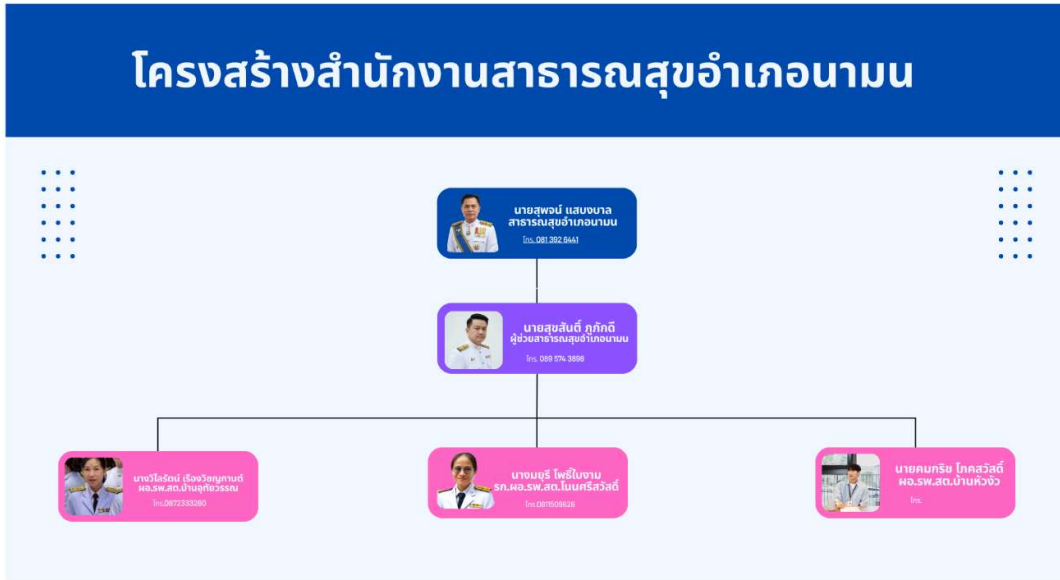 โครงสร้างสำนักงานสาธารณสุขอำเภอนามน
นายสุพจน์ แสบงบาล
สาธารณสุขอำเภอนามน
โทร. 081 392 6441
นายสุขสันติ์ ภูภักดี
ผู้ช่วยสาธารณสุขอำเภอนามน
โทร. 089 574 3898
นางวิไลรัตน์ เรืองวิชญกานต์
ผอ.รพ.สต.บ้านอุทัยวรรณ
โทร.0872333280
นางมยุรี โพธิ์ใบงาม
รก.ผอ.รพ.สต.โนนศรีสวัสดิ์
โทร.0811509628
นายคมกริช โภคสวัสดิ์
ผอ.รพ.สต.บ้านหัวงัว
โทร.